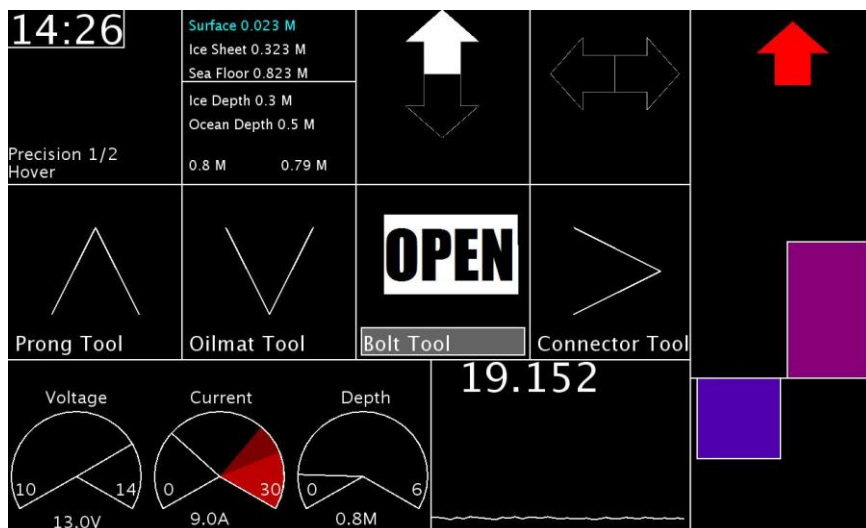 14:26
Precision 1/2
Hover
Surface 0.023 M
Ice Sheet 0.323 M
Sea Floor 0.823 M
Ice Depth 0.3 M
Ocean Depth 0.5 M
0.8 M 0.79 M
Prong Tool
Oilmat Tool
OPEN
Bolt Tool
Connector Tool
Voltage
10 14
13.0V
Current
0 30
9.0A
Depth
0 6
0.8M
19.152